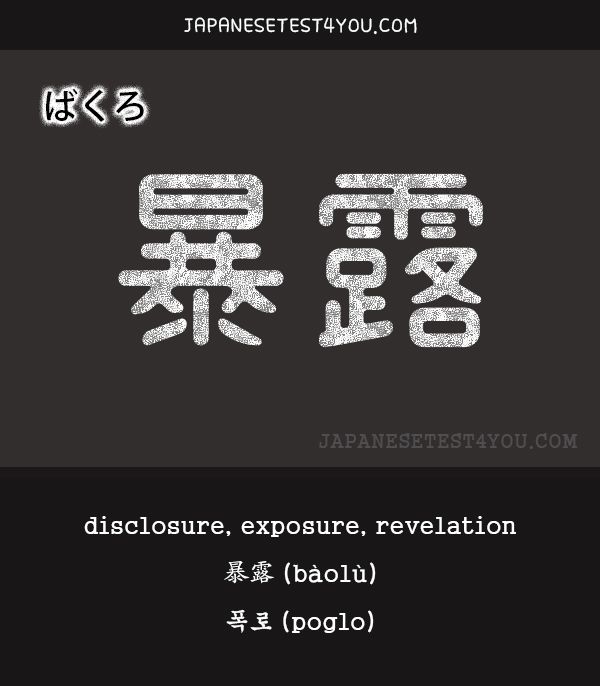 JAPANESETEST4YOU.COM
ばくろ
暴露
JAPANESETEST4YOU.COM
disclosure, exposure, revelation
暴露 (bàolù)
폭로 (poglo)